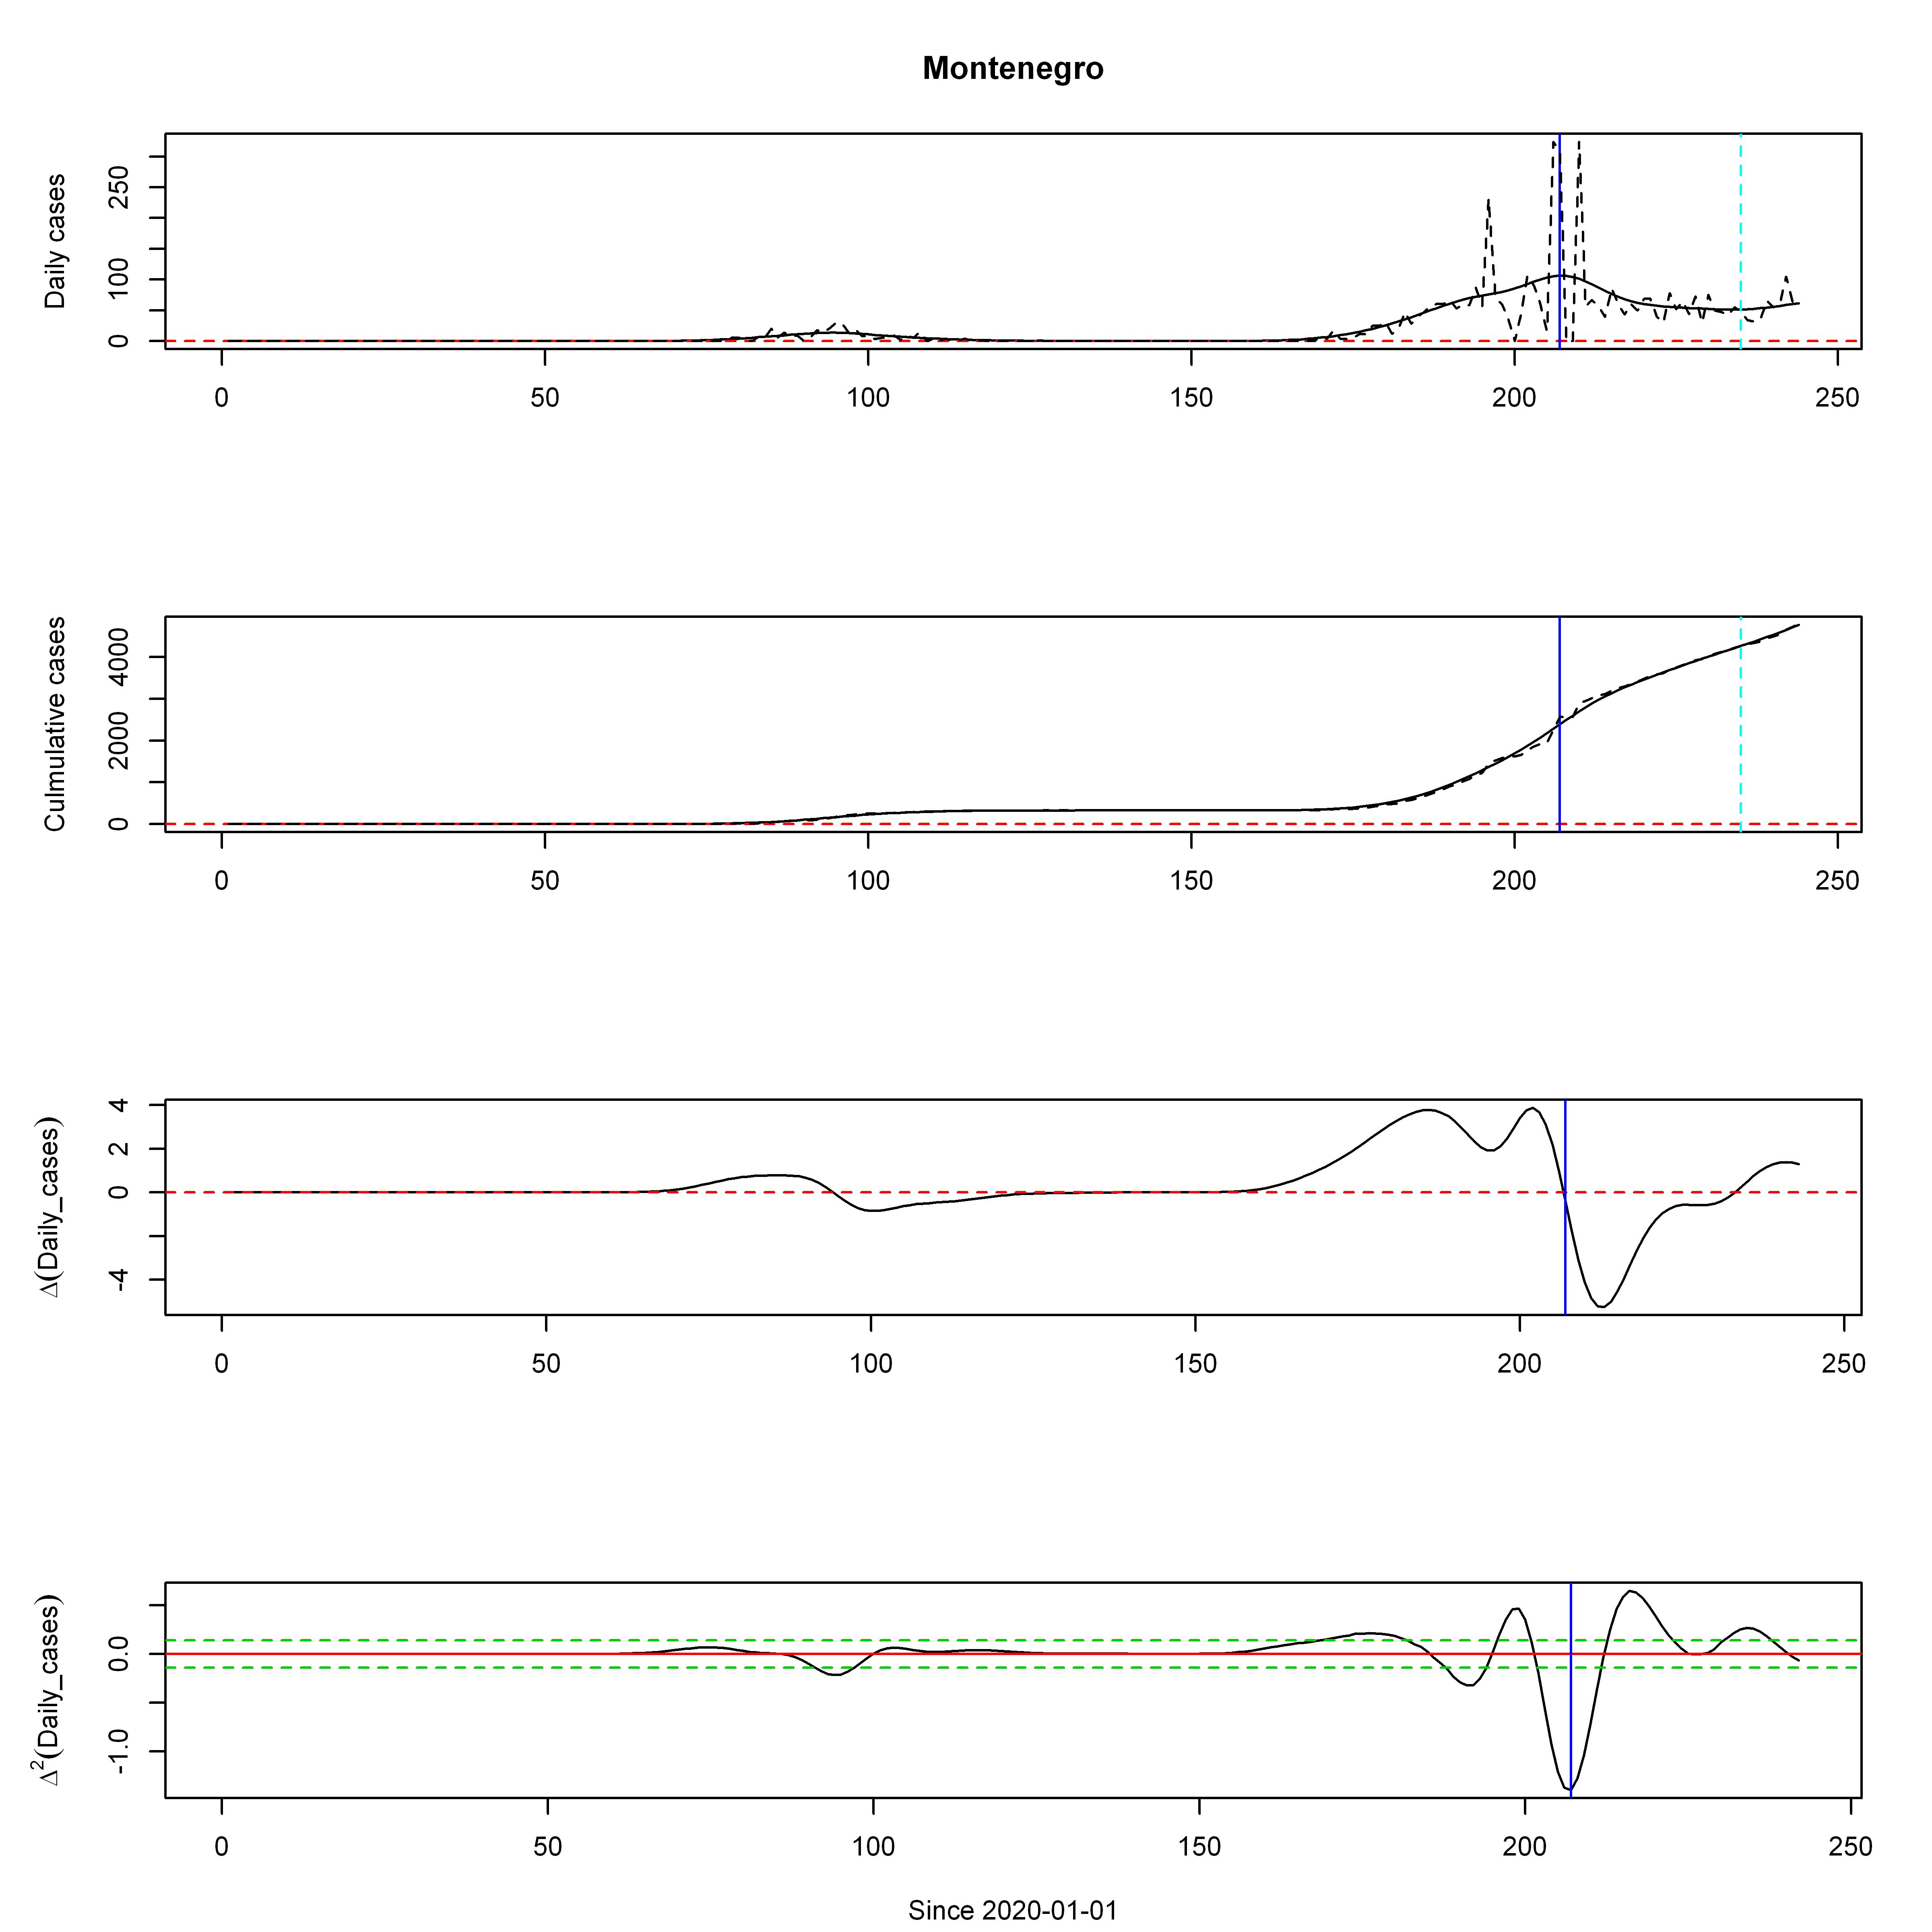 Montenegro
Daily cases
0 100 250
0 50 100 150 200 250
Culmulative cases
0 2000 4000
0 50 100 150 200 250
Δ(Daily_cases)
-4 0 2 4
0 50 100 150 200 250
Δ²(Daily_cases)
-1.0 0.0
0 50 100 150 200 250
Since 2020-01-01